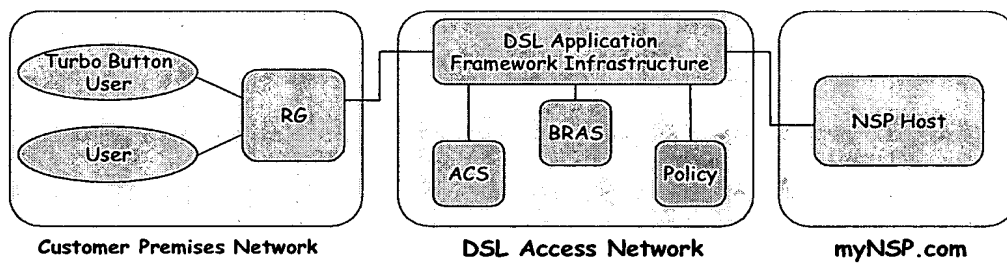 Turbo Button
User
User
RG
DSL Application
Framework Infrastructure
BRAS
ACS
Policy
NSP Host
Customer Premises Network
DSL Access Network
myNSP.com